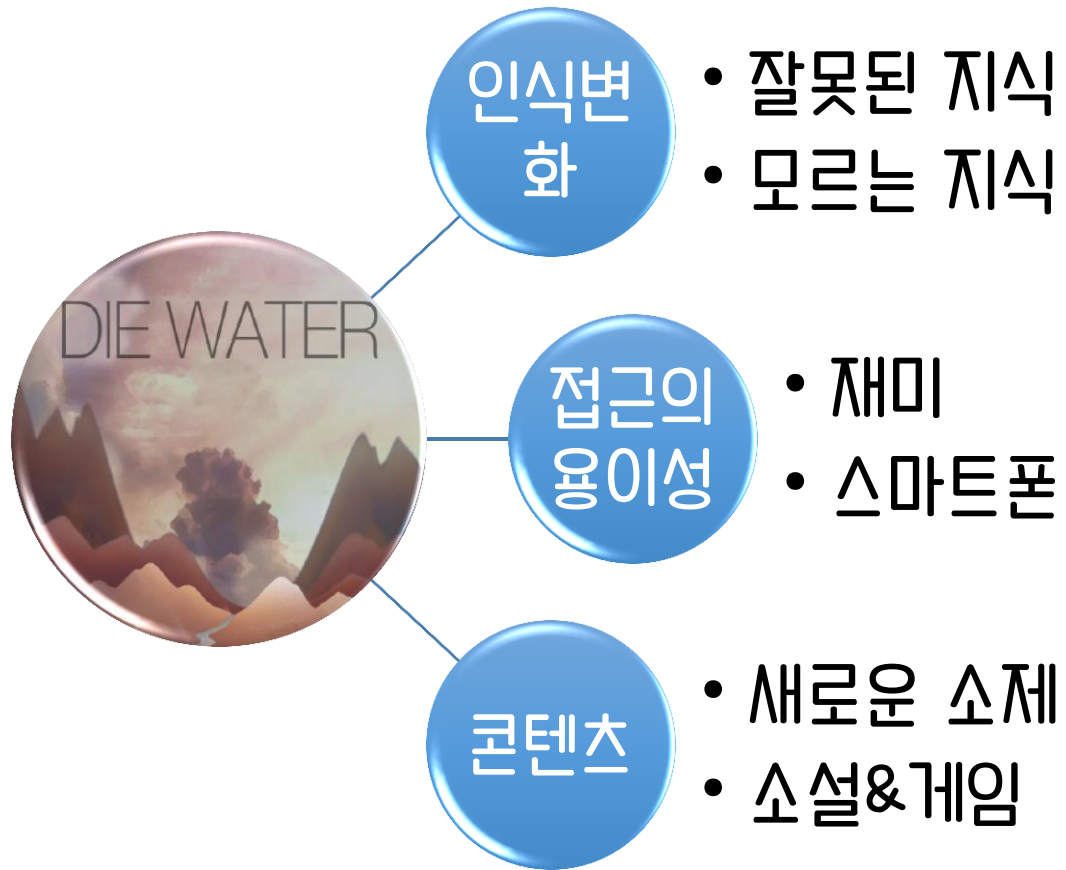 DIE WATER
인식변
화
• 잘못된 지식
• 모르는 지식
접근의
용이성
• 재미
• 스마트폰
콘텐츠
• 새로운 소제
• 소설&게임